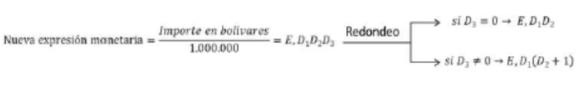 Nueva expresión monetaria = Importe en bolívares / 1.000.000 = E, D₁D₂D₃ Redondeo
si D₃ = 0 → E, D₁D₂
si D₃ ≠ 0 → E, D₁(D₂ + 1)